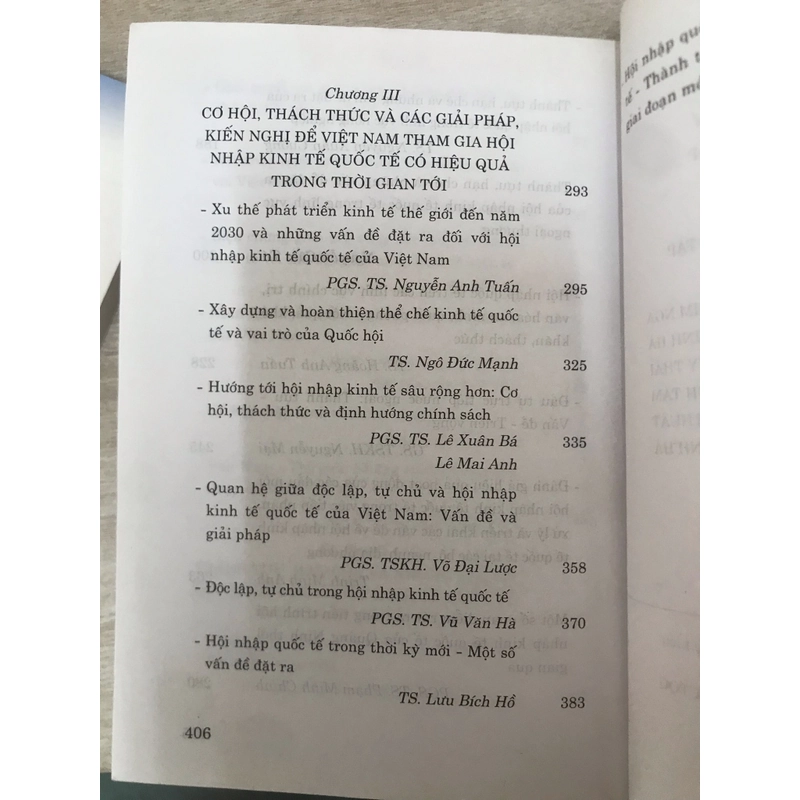 Chương III
CƠ HỘI, THÁCH THỨC VÀ CÁC GIẢI PHÁP,
KIẾN NGHỊ ĐỂ VIỆT NAM THAM GIA HỘI
NHẬP KINH TẾ QUỐC TẾ CÓ HIỆU QUẢ
TRONG THỜI GIAN TỚI 293
- Xu thế phát triển kinh tế thế giới đến năm
2030 và những vấn đề đặt ra đối với hội
nhập kinh tế quốc tế của Việt Nam
PGS. TS. Nguyễn Anh Tuấn 295
- Xây dựng và hoàn thiện thể chế kinh tế quốc
tế và vai trò của Quốc hội
TS. Ngô Đức Mạnh 325
- Hướng tới hội nhập kinh tế sâu rộng hơn: Cơ
hội, thách thức và định hướng chính sách
PGS. TS. Lê Xuân Bá 335
Lê Mai Anh
- Quan hệ giữa độc lập, tự chủ và hội nhập
kinh tế quốc tế của Việt Nam: Vấn đề và
giải pháp
PGS. TSKH. Võ Đại Lược 358
- Độc lập, tự chủ trong hội nhập kinh tế quốc tế
PGS. TS. Vũ Văn Hà 370
- Hội nhập quốc tế trong thời kỳ mới - Một số
vấn đề đặt ra
TS. Lưu Bích Hồ 383
406
Hội nhập
tế - Thành
giai đoạn